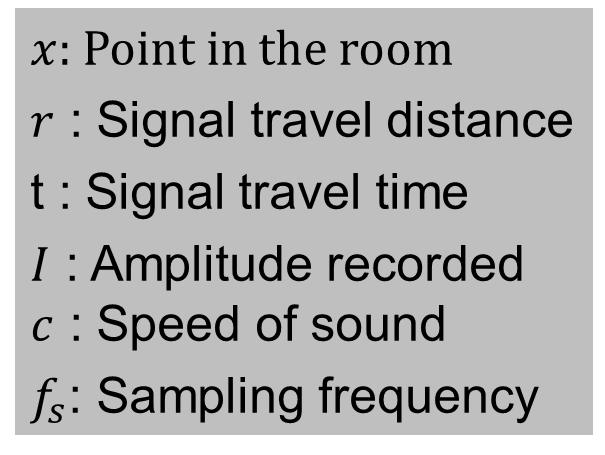 x: Point in the room
r : Signal travel distance
t : Signal travel time
I : Amplitude recorded
c : Speed of sound
fₛ: Sampling frequency